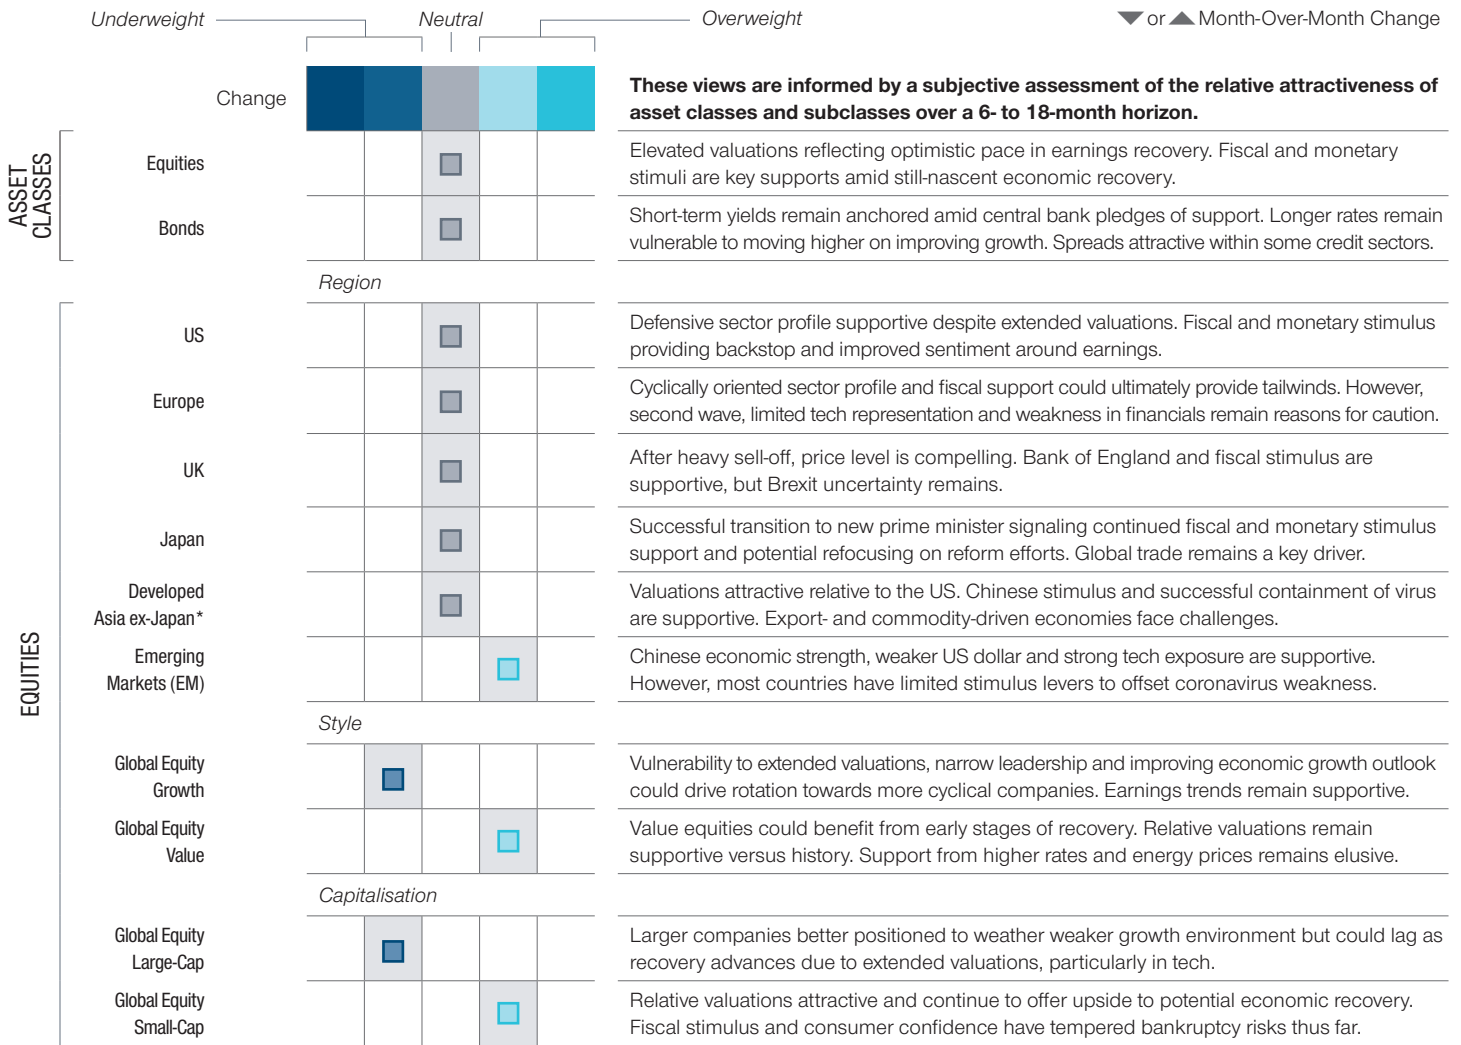 Underweight
Neutral
Overweight
or Month-Over-Month Change
Change
These views are informed by a subjective assessment of the relative attractiveness of
asset classes and subclasses over a 6- to 18-month horizon.
ASSET
CLASSES
Equities
Elevated valuations reflecting optimistic pace in earnings recovery. Fiscal and monetary
stimuli are key supports amid still-nascent economic recovery.
Bonds
Short-term yields remain anchored amid central bank pledges of support. Longer rates remain
vulnerable to moving higher on improving growth. Spreads attractive within some credit sectors.
Region
EQUITIES
US
Defensive sector profile supportive despite extended valuations. Fiscal and monetary stimulus
providing backstop and improved sentiment around earnings.
Europe
Cyclically oriented sector profile and fiscal support could ultimately provide tailwinds. However,
second wave, limited tech representation and weakness in financials remain reasons for caution.
UK
After heavy sell-off, price level is compelling. Bank of England and fiscal stimulus are
supportive, but Brexit uncertainty remains.
Japan
Successful transition to new prime minister signaling continued fiscal and monetary stimulus
support and potential refocusing on reform efforts. Global trade remains a key driver.
Developed
Asia ex-Japan*
Valuations attractive relative to the US. Chinese stimulus and successful containment of virus
are supportive. Export- and commodity-driven economies face challenges.
Emerging
Markets (EM)
Chinese economic strength, weaker US dollar and strong tech exposure are supportive.
However, most countries have limited stimulus levers to offset coronavirus weakness.
Style
Global Equity
Growth
Vulnerability to extended valuations, narrow leadership and improving economic growth outlook
could drive rotation towards more cyclical companies. Earnings trends remain supportive.
Global Equity
Value
Value equities could benefit from early stages of recovery. Relative valuations remain
supportive versus history. Support from higher rates and energy prices remains elusive.
Capitalisation
Global Equity
Large-Cap
Larger companies better positioned to weather weaker growth environment but could lag as
recovery advances due to extended valuations, particularly in tech.
Global Equity
Small-Cap
Relative valuations attractive and continue to offer upside to potential economic recovery.
Fiscal stimulus and consumer confidence have tempered bankruptcy risks thus far.